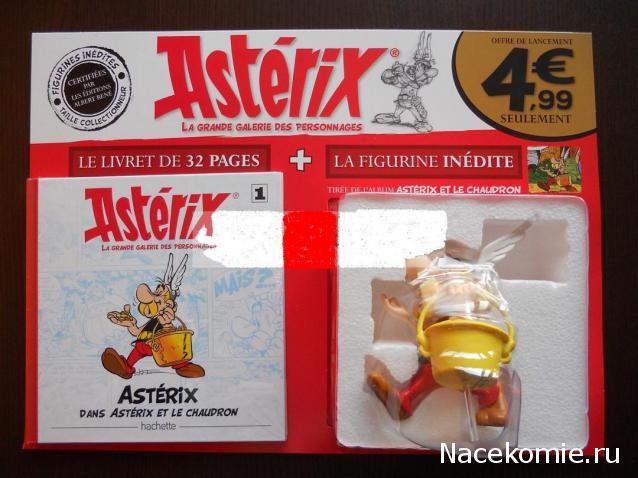 FIGURINES INÉDITES
CERTIFIÉES
PAR
LES ÉDITIONS
ALBERT RENÉ
TAILLE COLLECTIONNEUR
Astérix®
LA GRANDE GALERIE DES PERSONNAGES
OFFRE DE LANCEMENT
4€,99
SEULEMENT
LE LIVRET DE 32 PAGES + LA FIGURINE INÉDITE
TIRÉE DE L'ALBUM ASTÉRIX ET LE CHAUDRON
Astérix®
1
LA GRANDE GALERIE DES PERSONNAGES
MAIS?...
ASTÉRIX
DANS ASTÉRIX ET LE CHAUDRON
hachette
Nacekomie.ru